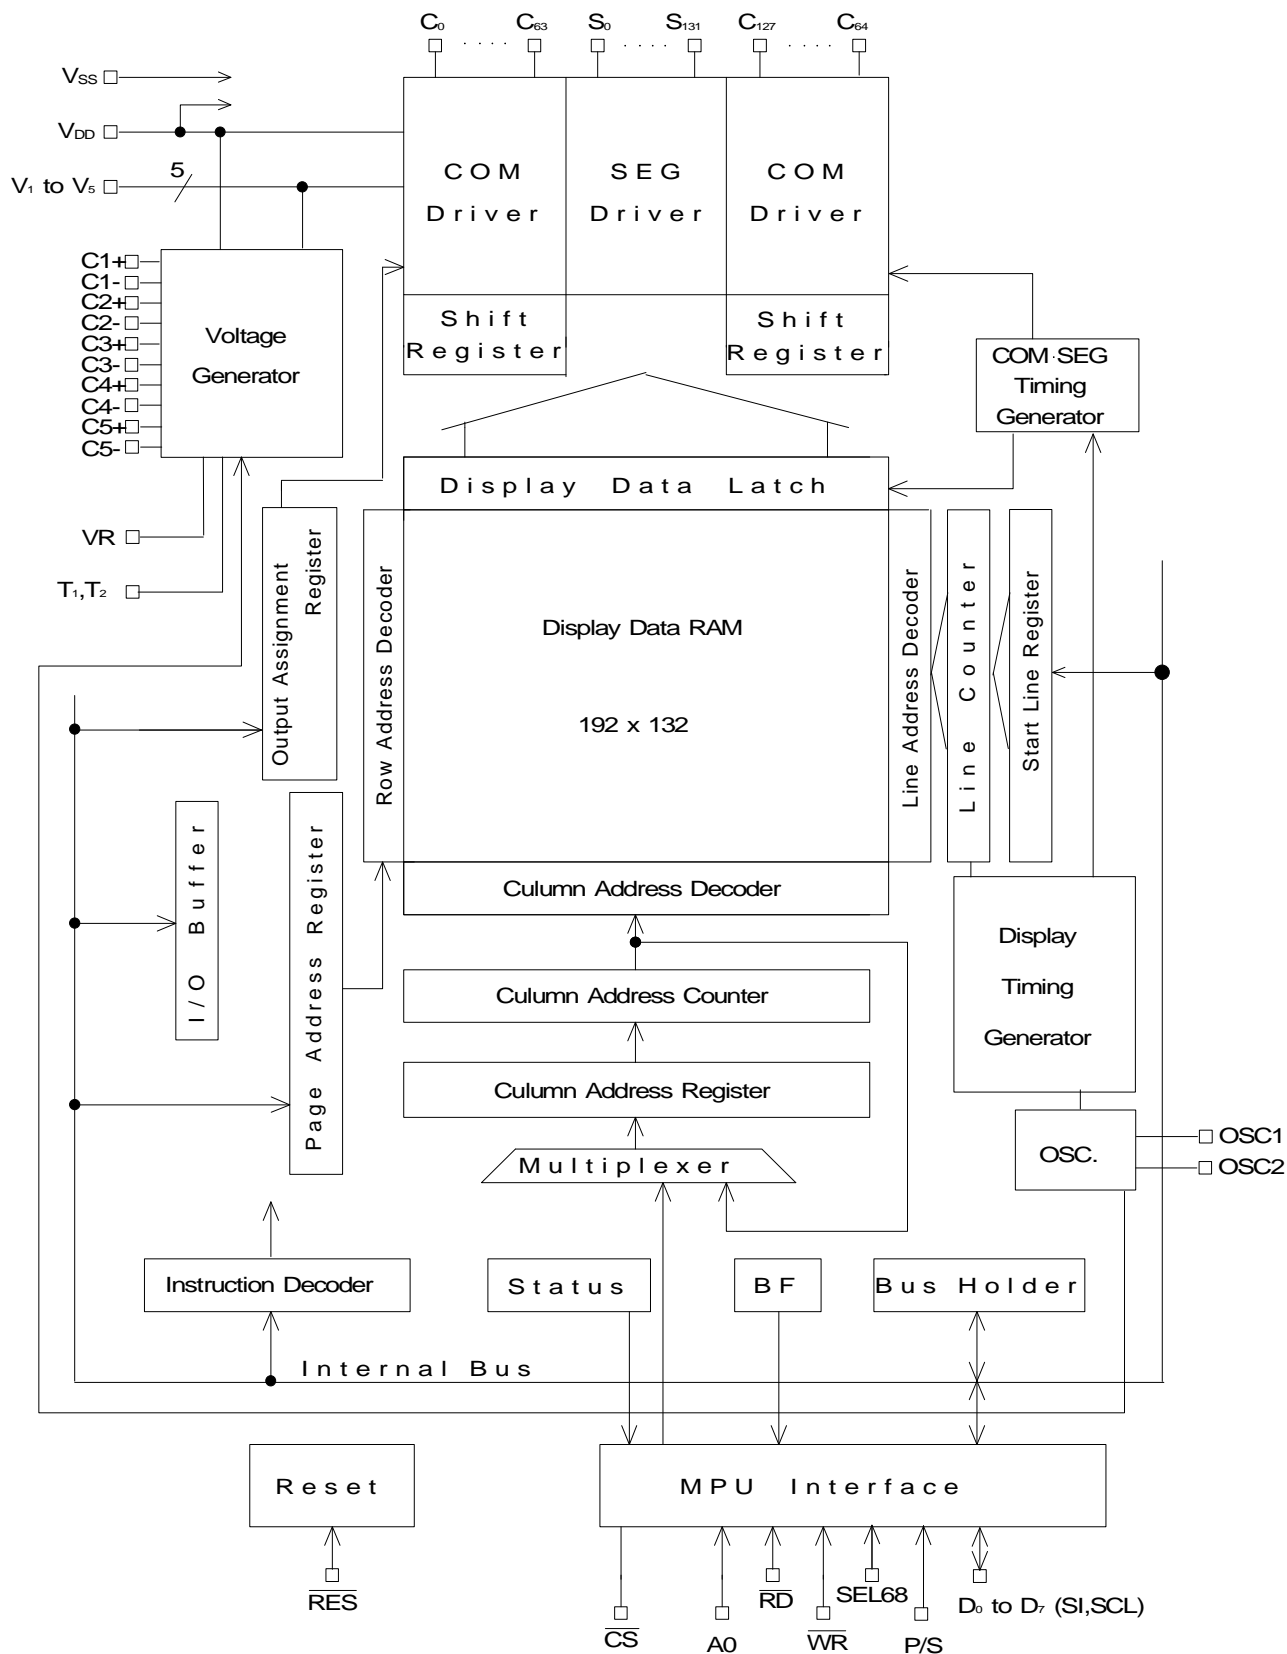 C₀ ···· C₆₃ S₀ ···· S₁₃₁ C₁₂₇ ···· C₆₄
VSS
VDD
V₁ to V₅
5
COM
Driver
SEG
Driver
COM
Driver
C1+
C1-
C2+
C2-
C3+
C3-
C4+
C4-
C5+
C5-
Voltage
Generator
Shift
Register
Shift
Register
COM·SEG
Timing
Generator
Display Data Latch
VR
T₁,T₂
Output Assignment
Register
Row Address Decoder
Display Data RAM
192 x 132
Line Address Decoder
Line Counter
Start Line Register
I/O Buffer
Page Address Register
Culumn Address Decoder
Culumn Address Counter
Culumn Address Register
Multiplexer
Display
Timing
Generator
OSC.
OSC1
OSC2
Instruction Decoder
Status
BF
Bus Holder
Internal Bus
Reset
MPU Interface
R̅E̅S̅
C̅S̅
A0
R̅D̅
W̅R̅
SEL68
P/S
D₀ to D₇ (SI,SCL)